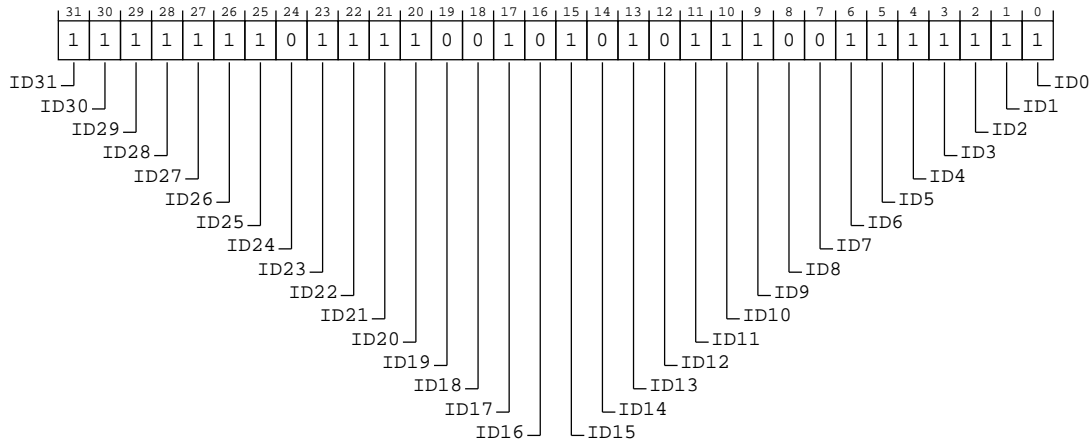 31 30 29 28 27 26 25 24 23 22 21 20 19 18 17 16 15 14 13 12 11 10 9 8 7 6 5 4 3 2 1 0
1 1 1 1 1 1 1 0 1 1 1 1 0 0 1 0 1 0 1 0 1 1 1 0 0 1 1 1 1 1 1 1
ID31 ID0
ID30 ID1
ID29 ID2
ID28 ID3
ID27 ID4
ID26 ID5
ID25 ID6
ID24 ID7
ID23 ID8
ID22 ID9
ID21 ID10
ID20 ID11
ID19 ID12
ID18 ID13
ID17 ID14
ID16 ID15